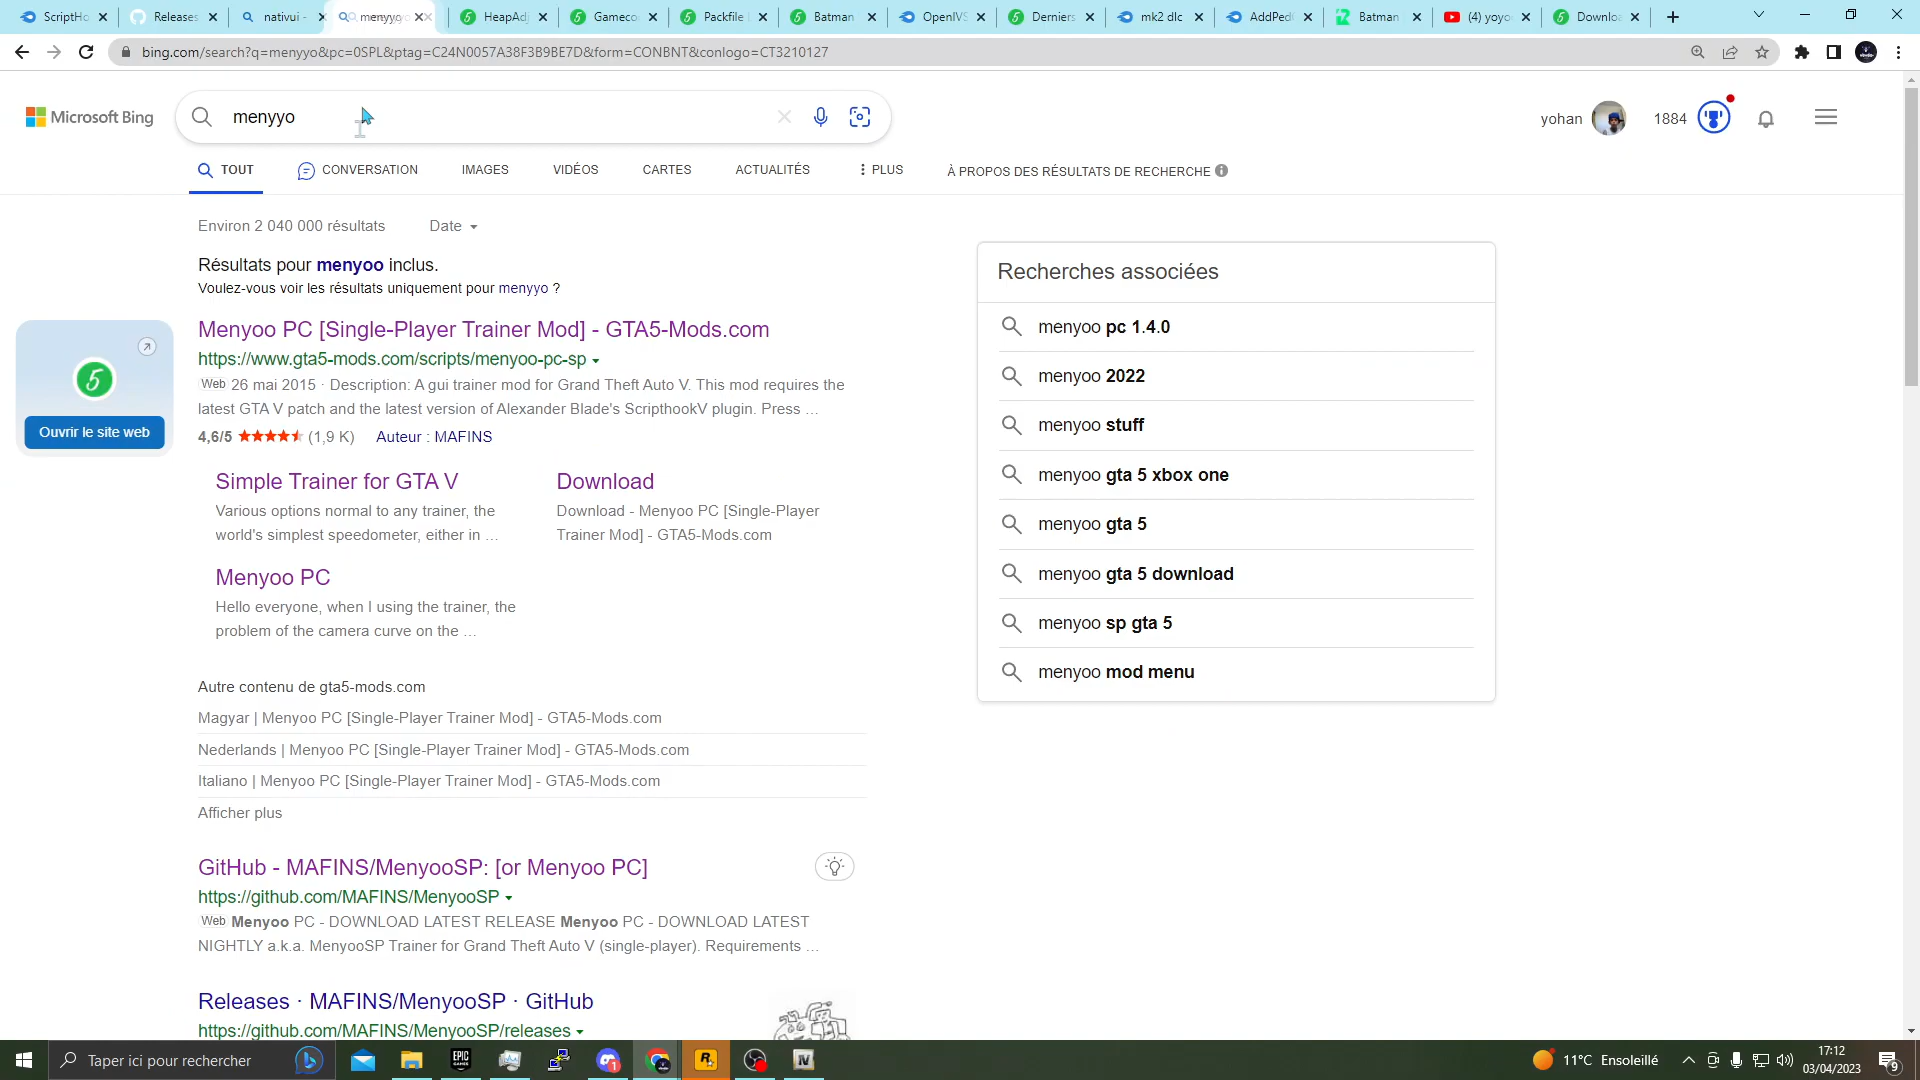 ScriptHo
Releases
nativui -
menyyo
HeapAdj
Gameco
Packfile L
Batman
OpenIVS
Derniers
mk2 dlc
AddPedE
Batman
(4) yoyo
Downloa
bing.com/search?q=menyyo&pc=0SPL&ptag=C24N0057A38F3B9BE7D&form=CONBNT&conlogo=CT3210127
Microsoft Bing
menyyo
yohan
1884
TOUT
CONVERSATION
IMAGES
VIDÉOS
CARTES
ACTUALITÉS
PLUS
À PROPOS DES RÉSULTATS DE RECHERCHE
Environ 2 040 000 résultats
Date
Résultats pour menyoo inclus.
Voulez-vous voir les résultats uniquement pour menyyo ?
Ouvrir le site web
Menyoo PC [Single-Player Trainer Mod] - GTA5-Mods.com
https://www.gta5-mods.com/scripts/menyoo-pc-sp
Web 26 mai 2015 · Description: A gui trainer mod for Grand Theft Auto V. This mod requires the
latest GTA V patch and the latest version of Alexander Blade's ScripthookV plugin. Press ...
4,6/5 (1,9 K) Auteur : MAFINS
Simple Trainer for GTA V
Various options normal to any trainer, the
world's simplest speedometer, either in ...
Download
Download - Menyoo PC [Single-Player
Trainer Mod] - GTA5-Mods.com
Menyoo PC
Hello everyone, when I using the trainer, the
problem of the camera curve on the ...
Autre contenu de gta5-mods.com
Magyar | Menyoo PC [Single-Player Trainer Mod] - GTA5-Mods.com
Nederlands | Menyoo PC [Single-Player Trainer Mod] - GTA5-Mods.com
Italiano | Menyoo PC [Single-Player Trainer Mod] - GTA5-Mods.com
Afficher plus
GitHub - MAFINS/MenyooSP: [or Menyoo PC]
https://github.com/MAFINS/MenyooSP
Web Menyoo PC - DOWNLOAD LATEST RELEASE Menyoo PC - DOWNLOAD LATEST
NIGHTLY a.k.a. MenyooSP Trainer for Grand Theft Auto V (single-player). Requirements ...
Releases · MAFINS/MenyooSP · GitHub
https://github.com/MAFINS/MenyooSP/releases
Recherches associées
menyoo pc 1.4.0
menyoo 2022
menyoo stuff
menyoo gta 5 xbox one
menyoo gta 5
menyoo gta 5 download
menyoo sp gta 5
menyoo mod menu
Taper ici pour rechercher
EPIC
GAMES
1
11°C Ensoleillé
17:12
03/04/2023
9